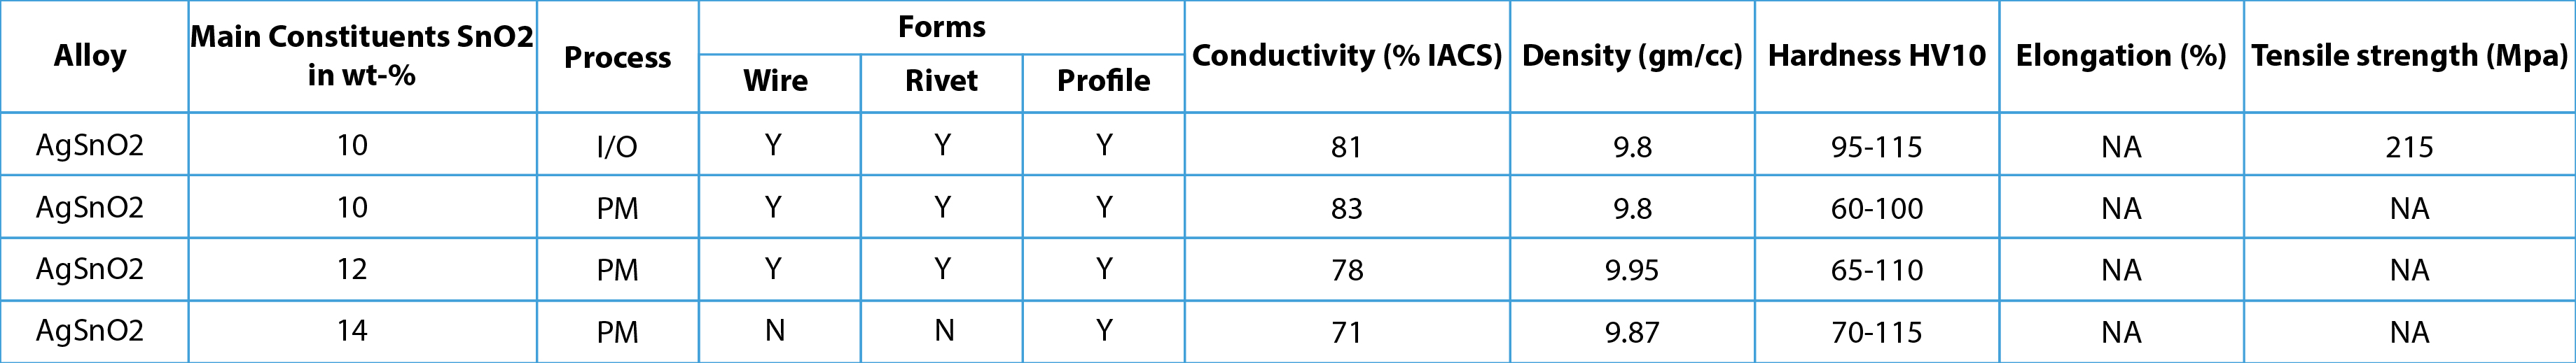 Alloy Main Constituents SnO2 in wt-% Process Forms Conductivity (% IACS) Density (gm/cc) Hardness HV10 Elongation (%) Tensile strength (Mpa)
Wire Rivet Profile
AgSnO2 10 I/O Y Y Y 81 9.8 95-115 NA 215
AgSnO2 10 PM Y Y Y 83 9.8 60-100 NA NA
AgSnO2 12 PM Y Y Y 78 9.95 65-110 NA NA
AgSnO2 14 PM N N Y 71 9.87 70-115 NA NA